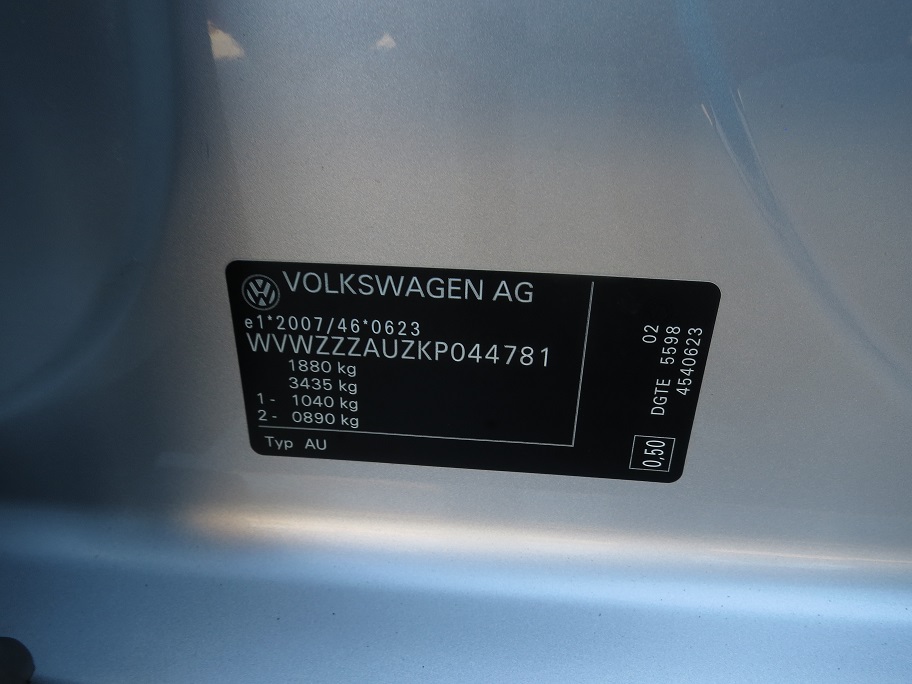 VOLKSWAGEN AG
e1*2007/46*0623
WVWZZZAUZKP044781
1880 kg
3435 kg
1 - 1040 kg
2 - 0890 kg
Typ AU
02
DGTE 5598
4540623
0,50